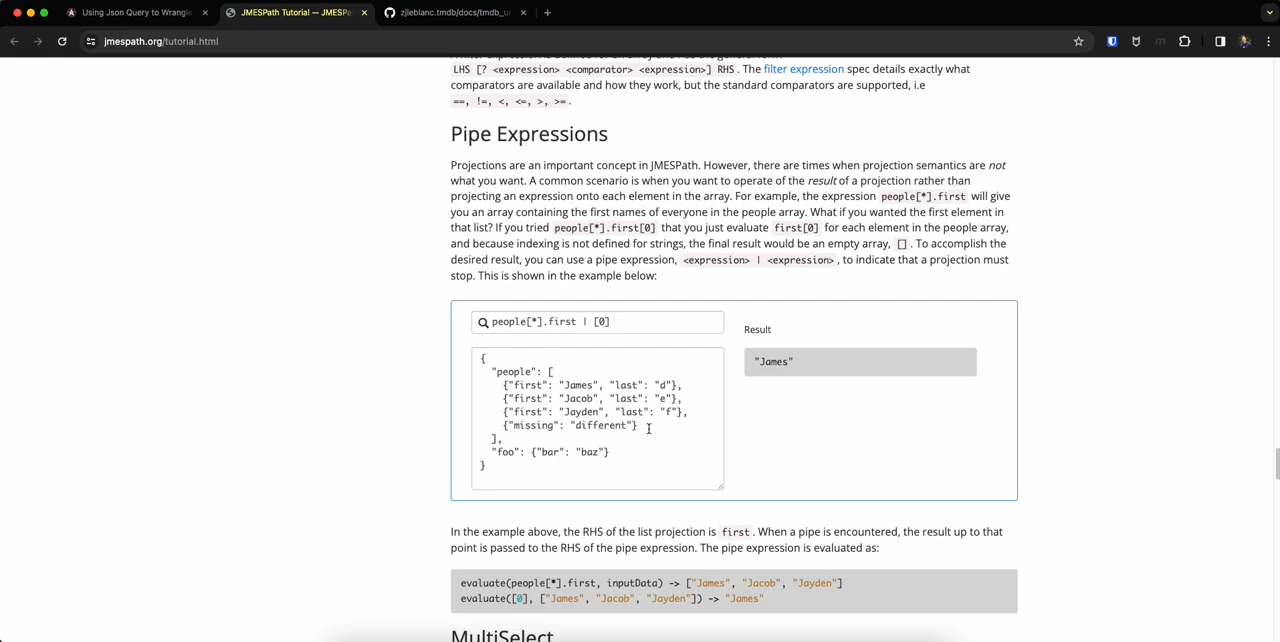 Using Json Query to Wrangle
JMESPath Tutorial — JMESPa
zjleblanc.tmdb/docs/tmdb_u
jmespath.org/tutorial.html
LHS [? <expression> <comparator> <expression>] RHS. The filter expression spec details exactly what
comparators are available and how they work, but the standard comparators are supported, i.e
==, !=, <, <=, >, >=.
Pipe Expressions
Projections are an important concept in JMESPath. However, there are times when projection semantics are not
what you want. A common scenario is when you want to operate of the result of a projection rather than
projecting an expression onto each element in the array. For example, the expression people[*].first will give
you an array containing the first names of everyone in the people array. What if you wanted the first element in
that list? If you tried people[*].first[0] that you just evaluate first[0] for each element in the people array,
and because indexing is not defined for strings, the final result would be an empty array, []. To accomplish the
desired result, you can use a pipe expression, <expression> | <expression>, to indicate that a projection must
stop. This is shown in the example below:
people[*].first | [0]
Result
"James"
{
"people": [
{"first": "James", "last": "d"},
{"first": "Jacob", "last": "e"},
{"first": "Jayden", "last": "f"},
{"missing": "different"}
],
"foo": {"bar": "baz"}
}
In the example above, the RHS of the list projection is first. When a pipe is encountered, the result up to that
point is passed to the RHS of the pipe expression. The pipe expression is evaluated as:
evaluate(people[*].first, inputData) -> ["James", "Jacob", "Jayden"]
evaluate([0], ["James", "Jacob", "Jayden"]) -> "James"
MultiSelect